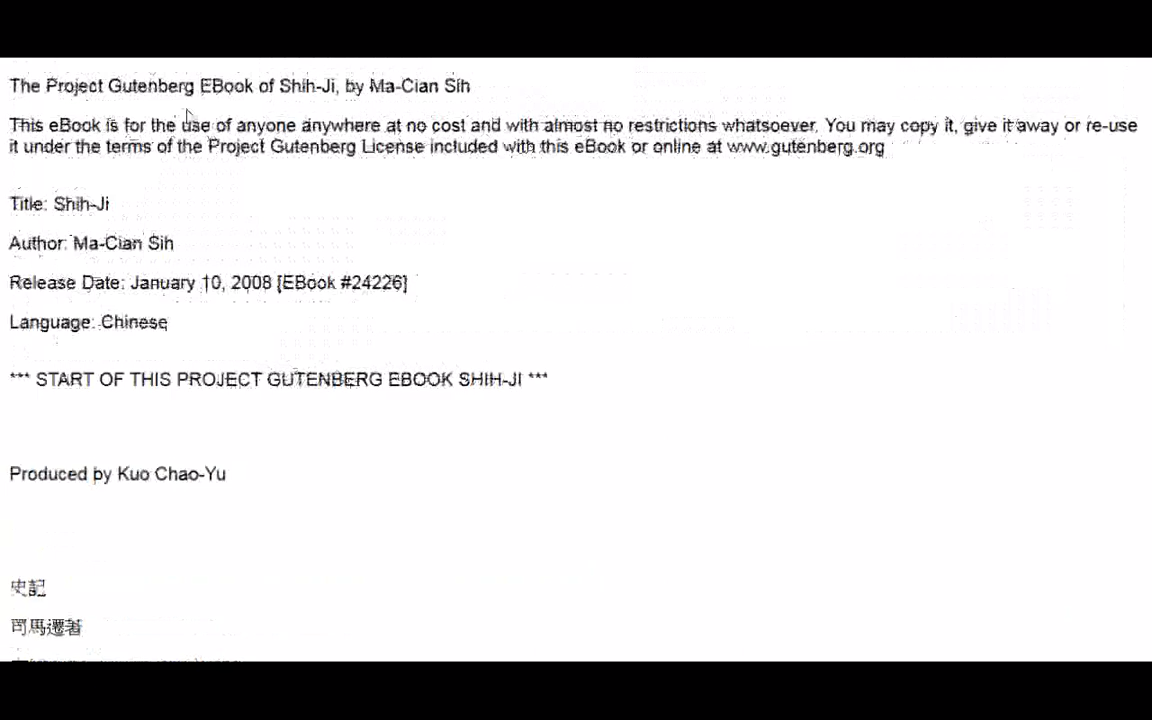 The Project Gutenberg EBook of Shih-Ji, by Ma-Cian Sih
This eBook is for the use of anyone anywhere at no cost and with almost no restrictions whatsoever. You may copy it, give it away or re-use
it under the terms of the Project Gutenberg License included with this eBook or online at www.gutenberg.org
Title: Shih-Ji
Author: Ma-Cian Sih
Release Date: January 10, 2008 [EBook #24226]
Language: Chinese
*** START OF THIS PROJECT GUTENBERG EBOOK SHIH-JI ***
Produced by Kuo Chao-Yu
史記
司馬遷著